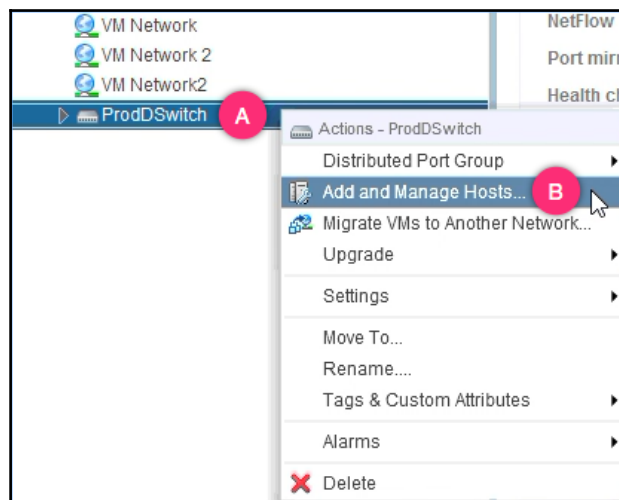 VM Network
NetFlow
VM Network 2
Port mirr
VM Network2
Health cl
ProdDSwitch A
Actions - ProdDSwitch
Distributed Port Group
Add and Manage Hosts... B
Migrate VMs to Another Network...
Upgrade
Settings
Move To...
Rename....
Tags & Custom Attributes
Alarms
Delete